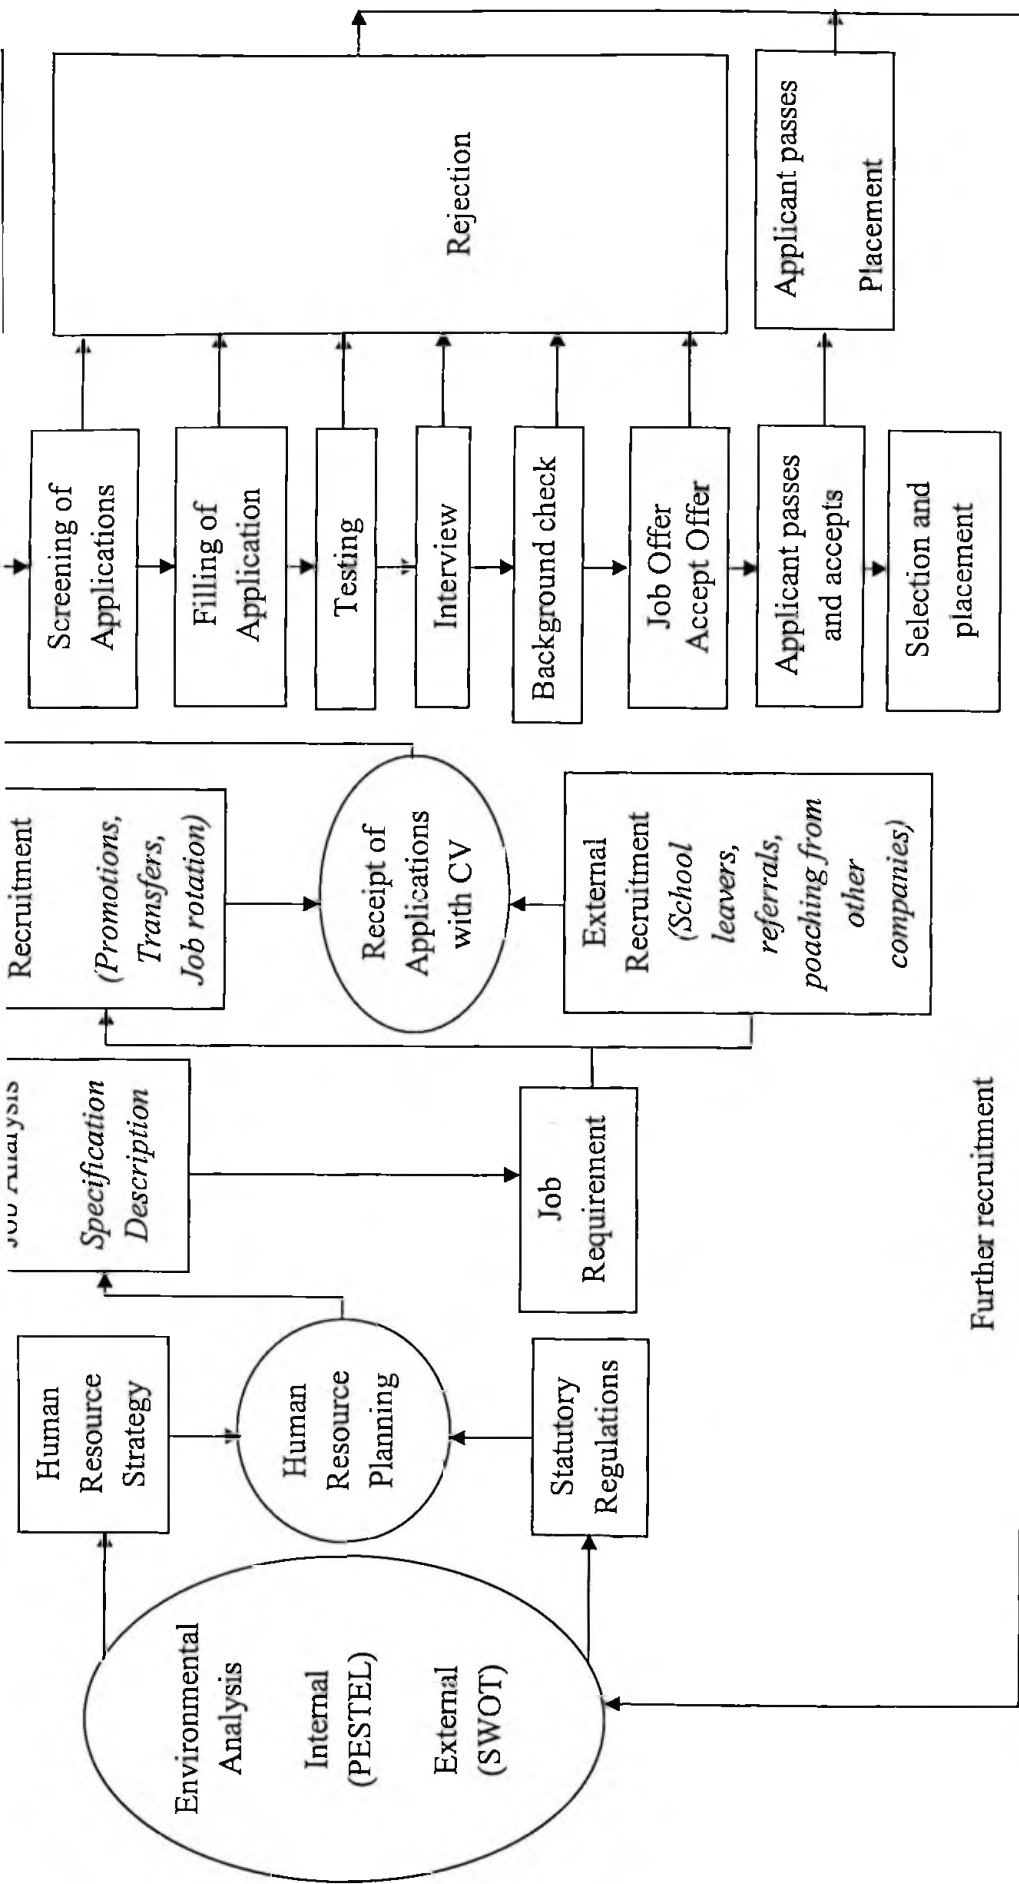 Environmental
Analysis
Internal
(PESTEL)
External
(SWOT)
Human
Resource
Strategy
Human
Resource
Planning
Statutory
Regulations
Job Analysis
Specification
Description
Job
Requirement
Recruitment
(Promotions,
Transfers,
Job rotation)
Receipt of
Applications
with CV
External
Recruitment
(School
leavers,
referrals,
poaching from
other
companies)
Screening of
Applications
Filling of
Application
Testing
Interview
Background check
Job Offer
Accept Offer
Applicant passes
and accepts
Selection and
placement
Rejection
Applicant passes
Placement
Further recruitment